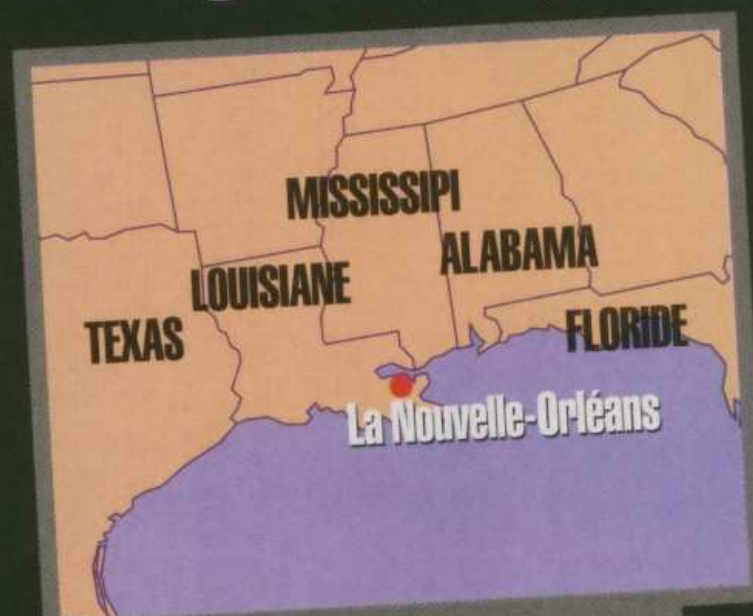 MISSISSIPI
ALABAMA
LOUISIANE
FLORIDE
TEXAS
La Nouvelle-Orléans